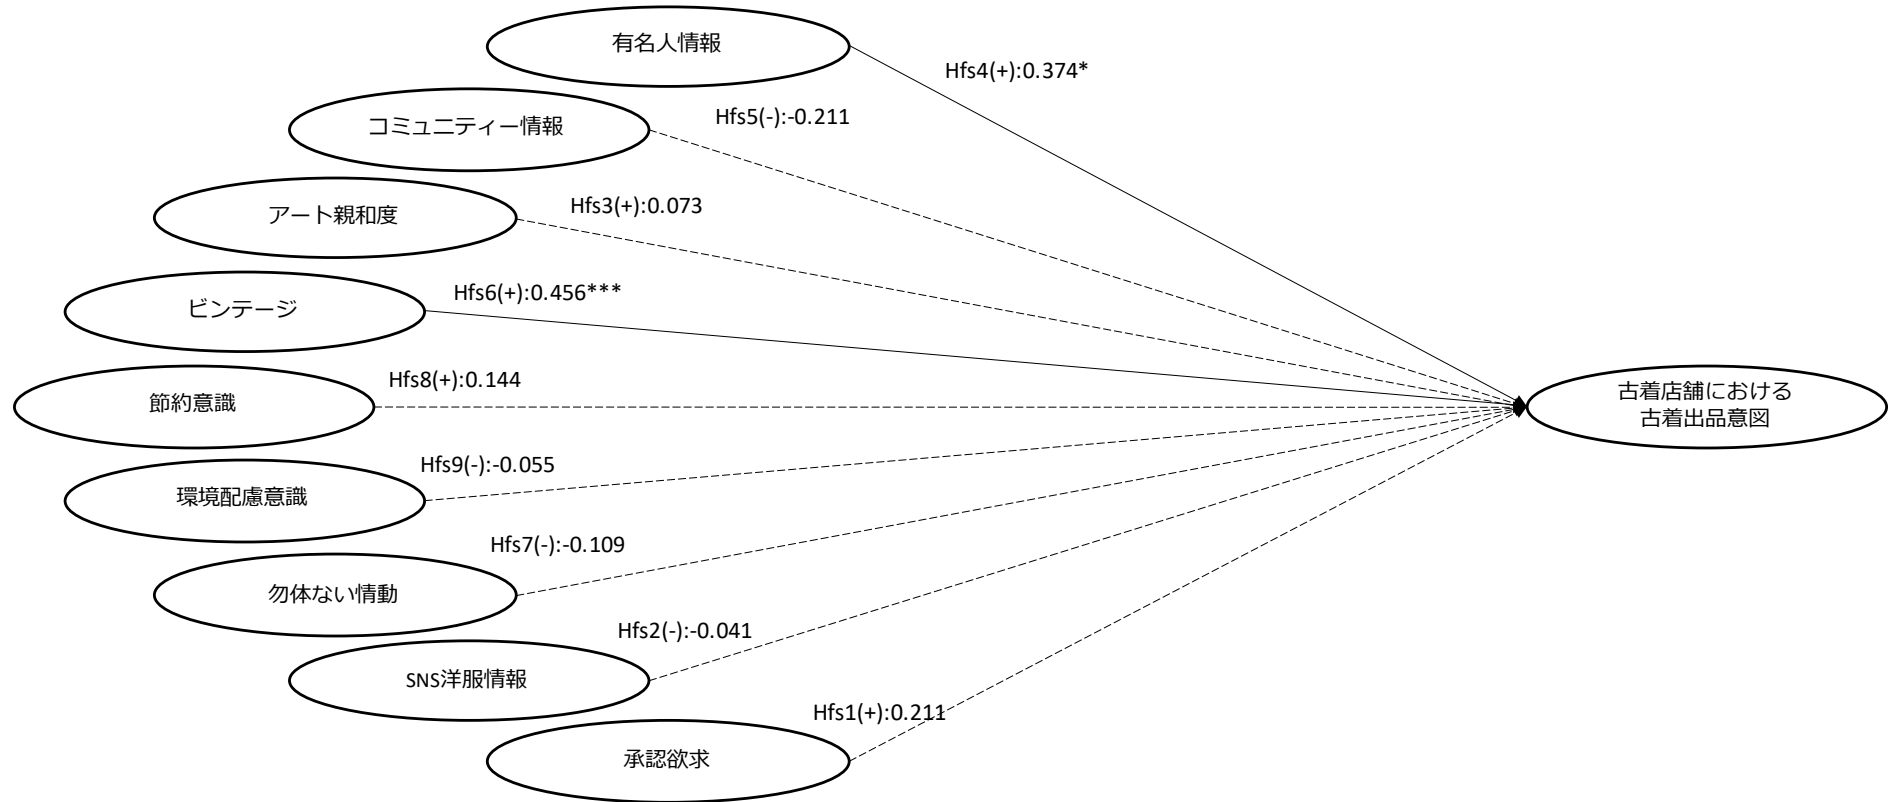 有名人情報
Hfs4(+):0.374*
コミュニティー情報
Hfs5(-):-0.211
アート親和度
Hfs3(+):0.073
ビンテージ
Hfs6(+):0.456***
節約意識
Hfs8(+):0.144
古着店舗における
古着出品意図
環境配慮意識
Hfs9(-):-0.055
勿体ない情動
Hfs7(-):-0.109
SNS洋服情報
Hfs2(-):-0.041
承認欲求
Hfs1(+):0.211